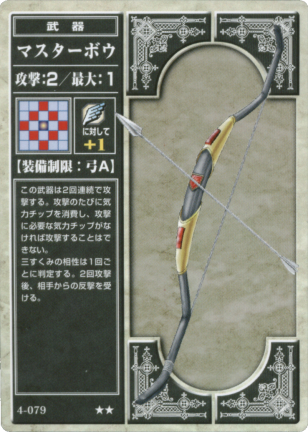 武器
マスターボウ
攻撃:2/最大:1
に対して
+1
【装備制限:弓A】
この武器は2回連続で攻
撃する。攻撃のたびに気
力チップを消費し、攻撃
に必要な気力チップがな
ければ攻撃することはで
きない。
三すくみの相性は1回ご
とに判定する。2回攻撃
後、相手からの反撃を受
ける。
4-079
★★